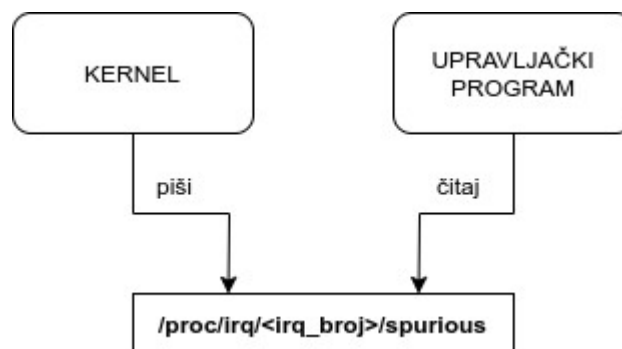 KERNEL
UPRAVLJAČKI
PROGRAM
piši
čitaj
/proc/irq/<irq_broj>/spurious